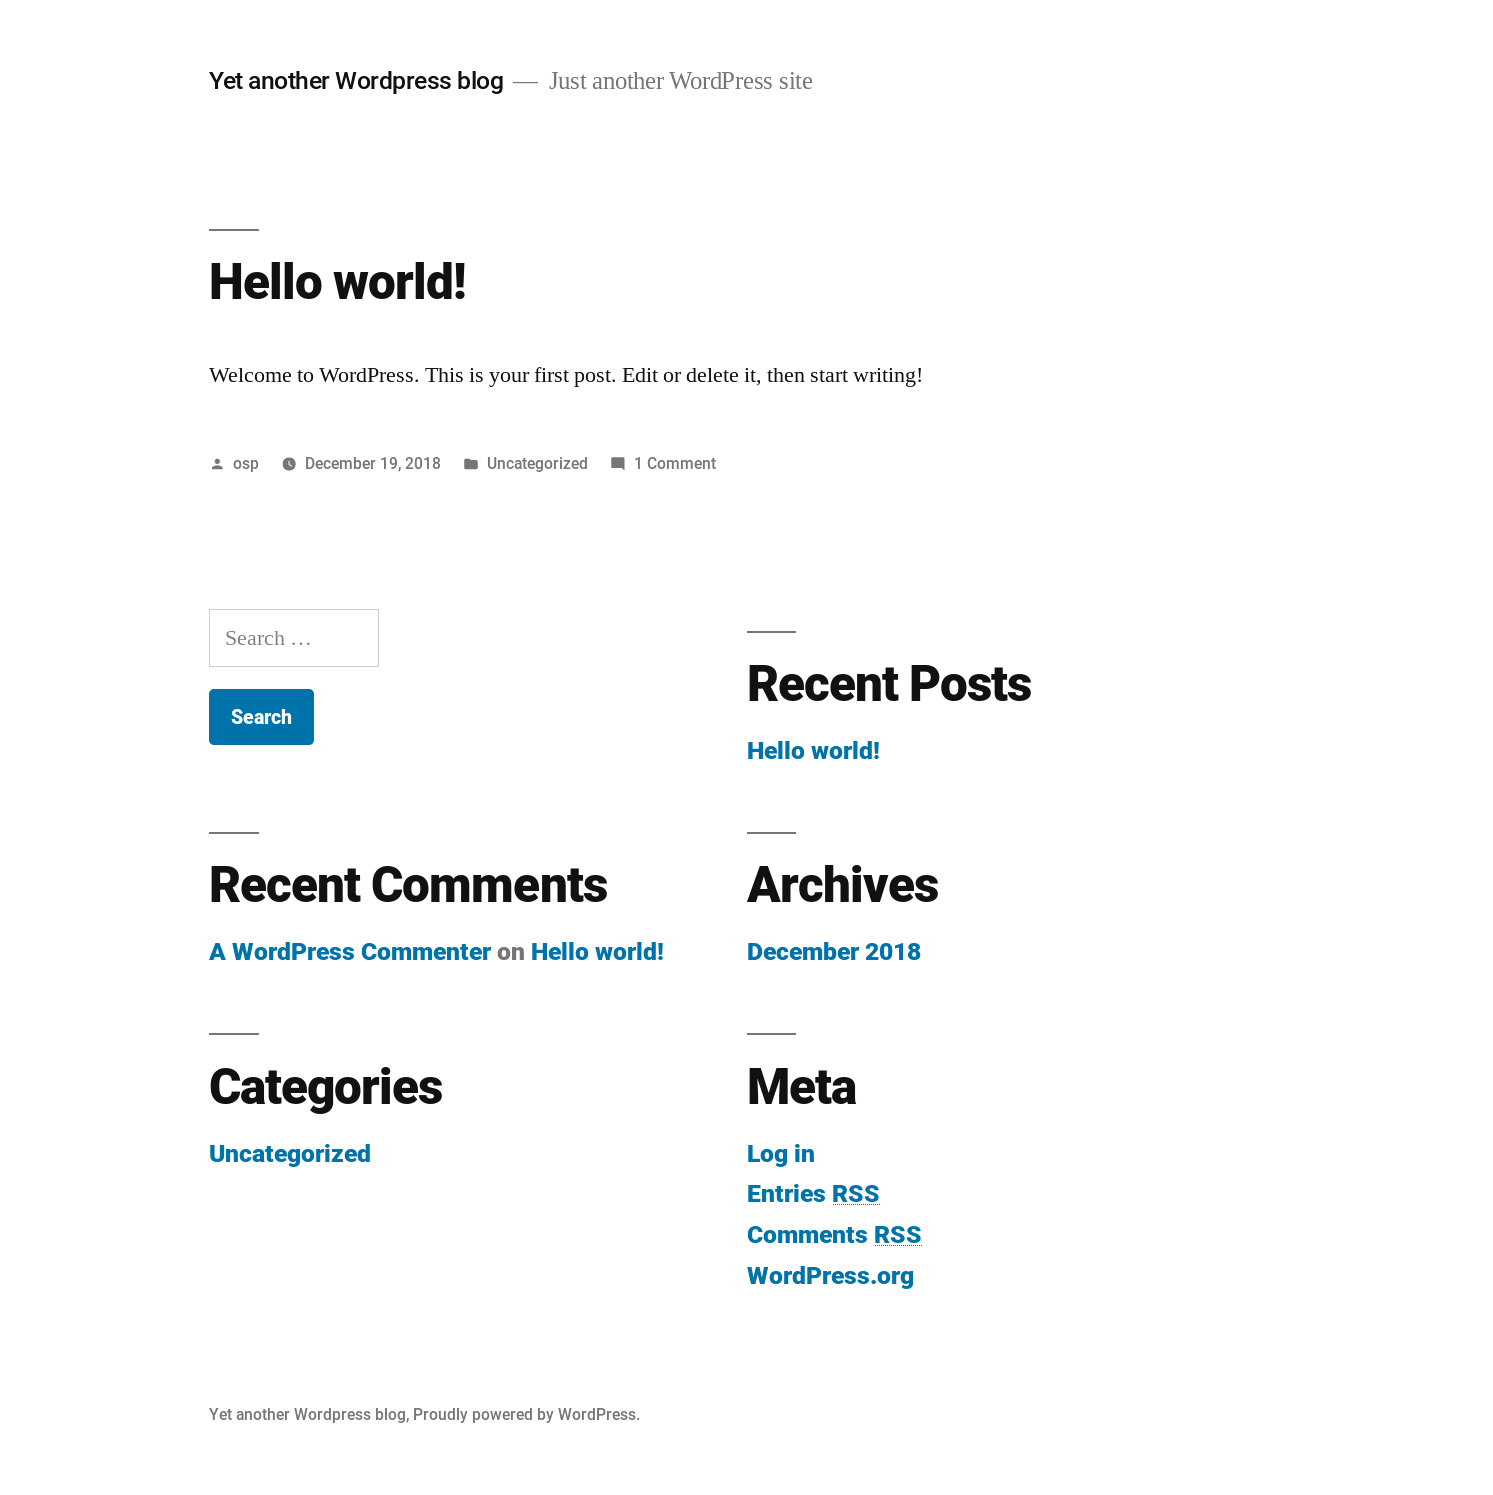 Yet another Wordpress blog — Just another WordPress site
Hello world!
Welcome to WordPress. This is your first post. Edit or delete it, then start writing!
osp December 19, 2018 Uncategorized 1 Comment
Search …
Search
Recent Posts
Hello world!
Recent Comments
A WordPress Commenter on Hello world!
Archives
December 2018
Categories
Uncategorized
Meta
Log in
Entries RSS
Comments RSS
WordPress.org
Yet another Wordpress blog, Proudly powered by WordPress.